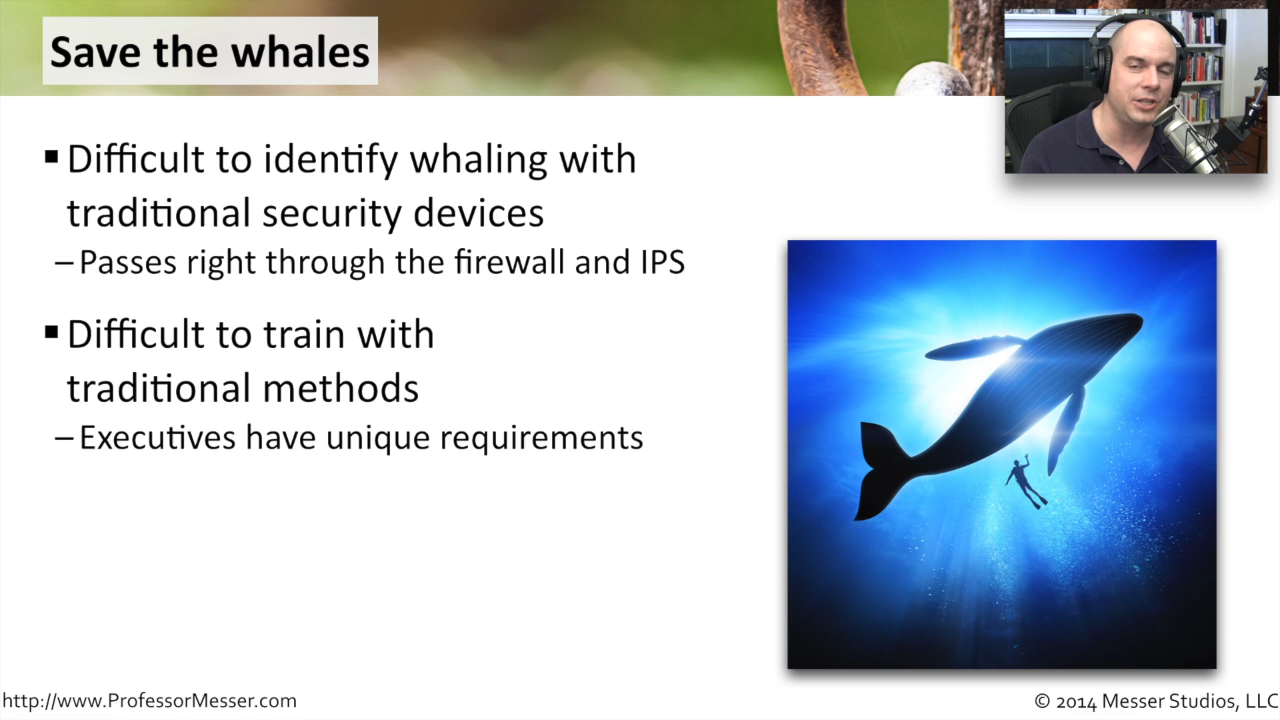 Save the whales
▪ Difficult to identify whaling with
traditional security devices
– Passes right through the firewall and IPS
▪ Difficult to train with
traditional methods
– Executives have unique requirements
http://www.ProfessorMesser.com
© 2014 Messer Studios, LLC